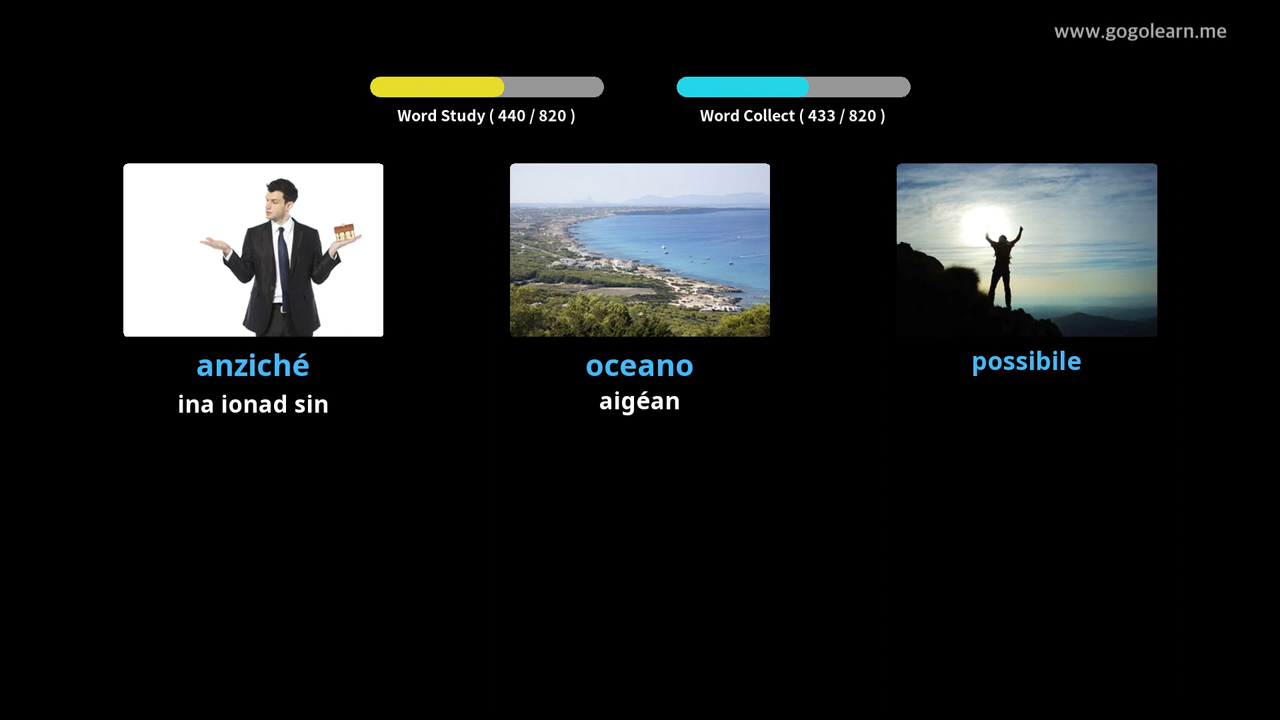 www.gogolearn.me
Word Study ( 440 / 820 )
Word Collect ( 433 / 820 )
anziché
oceano
possibile
ina ionad sin
aigéan